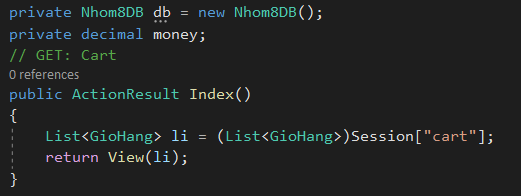 private Nhom8DB db = new Nhom8DB();
private decimal money;
// GET: Cart
0 references
public ActionResult Index()
{
    List<GioHang> li = (List<GioHang>)Session["cart"];
    return View(li);
}